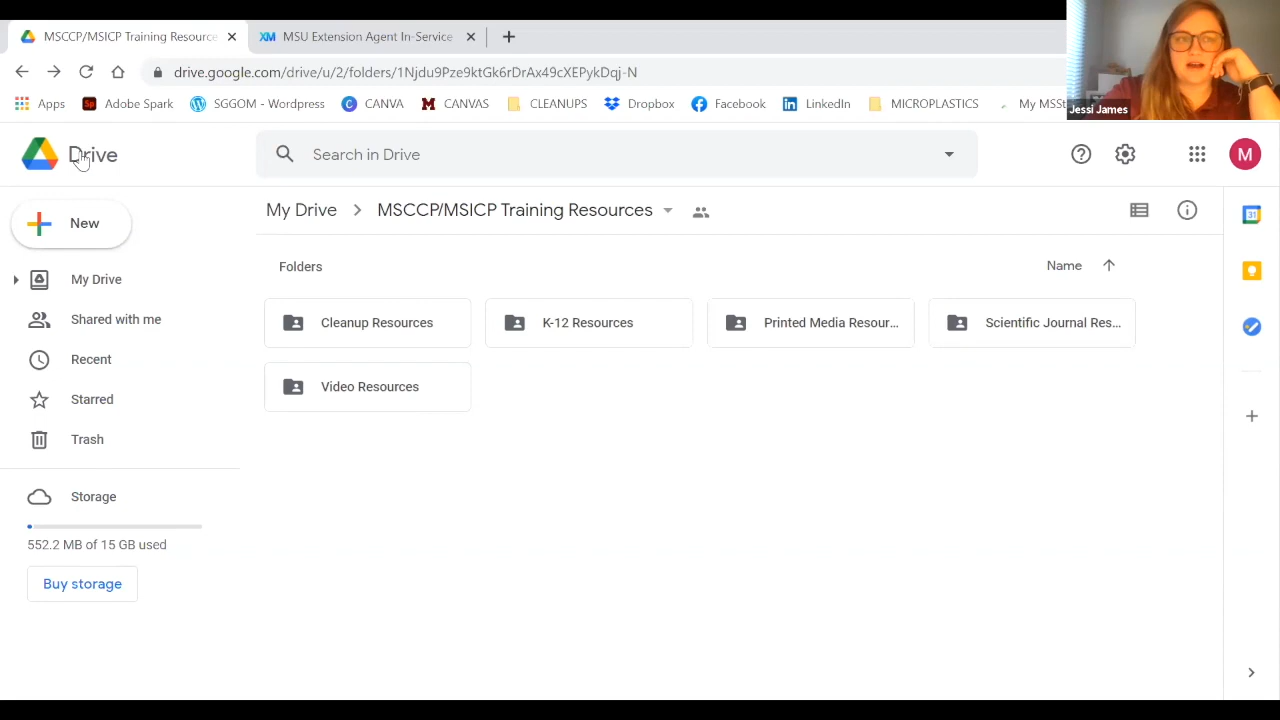 MSCCP/MSICP Training Resource
MSU Extension Agent In-Service
drive.google.com/drive/u/2/folders/1Njdu9Pze9ktGk6rDrAx49cXEPykDqj-N
Apps Adobe Spark SGGOM - Wordpress CANVA CANVAS CLEANUPS Dropbox Facebook LinkedIn MICROPLASTICS
Jessi James
Drive
Search in Drive
M
New
My Drive MSCCP/MSICP Training Resources
31
My Drive
Shared with me
Recent
Starred
Trash
Storage
552.2 MB of 15 GB used
Buy storage
Folders Name
Cleanup Resources K-12 Resources Printed Media Resour... Scientific Journal Res...
Video Resources